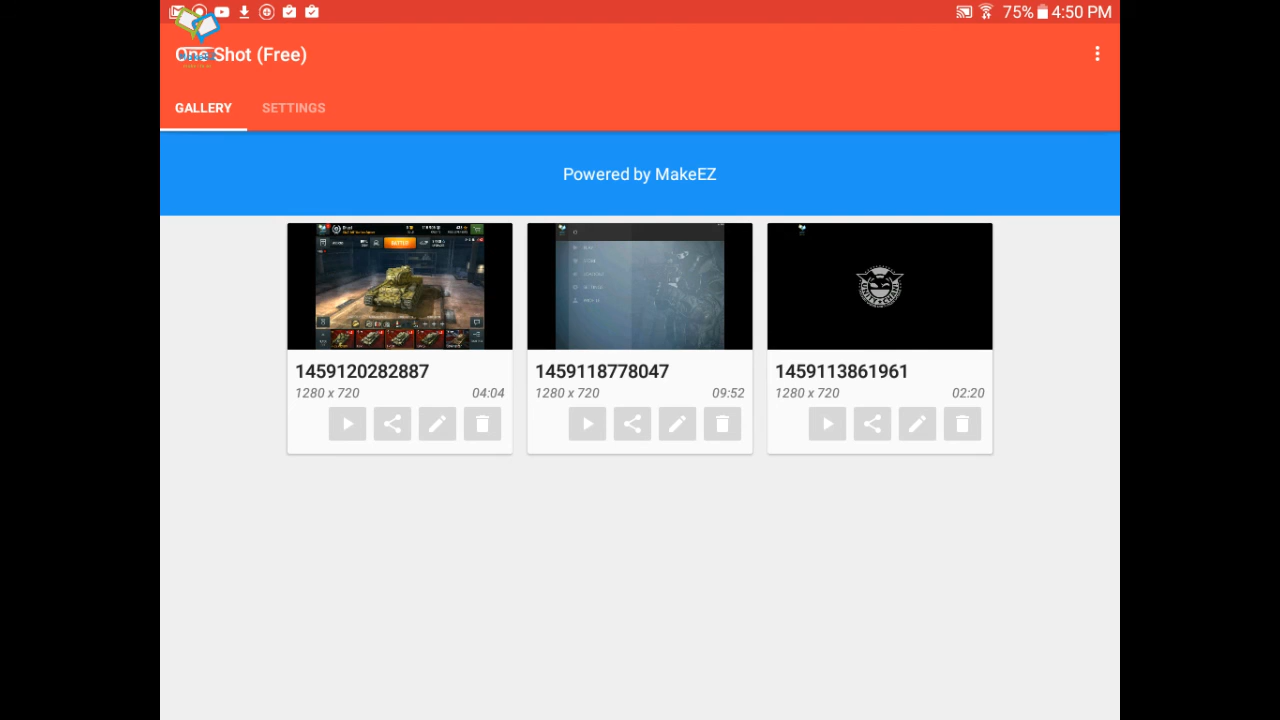 75% 4:50 PM
One Shot (Free)
GALLERY SETTINGS
Powered by MakeEZ
BATTLE!
1459120282887
1280 x 720 04:04
1459118778047
1280 x 720 09:52
1459113861961
1280 x 720 02:20